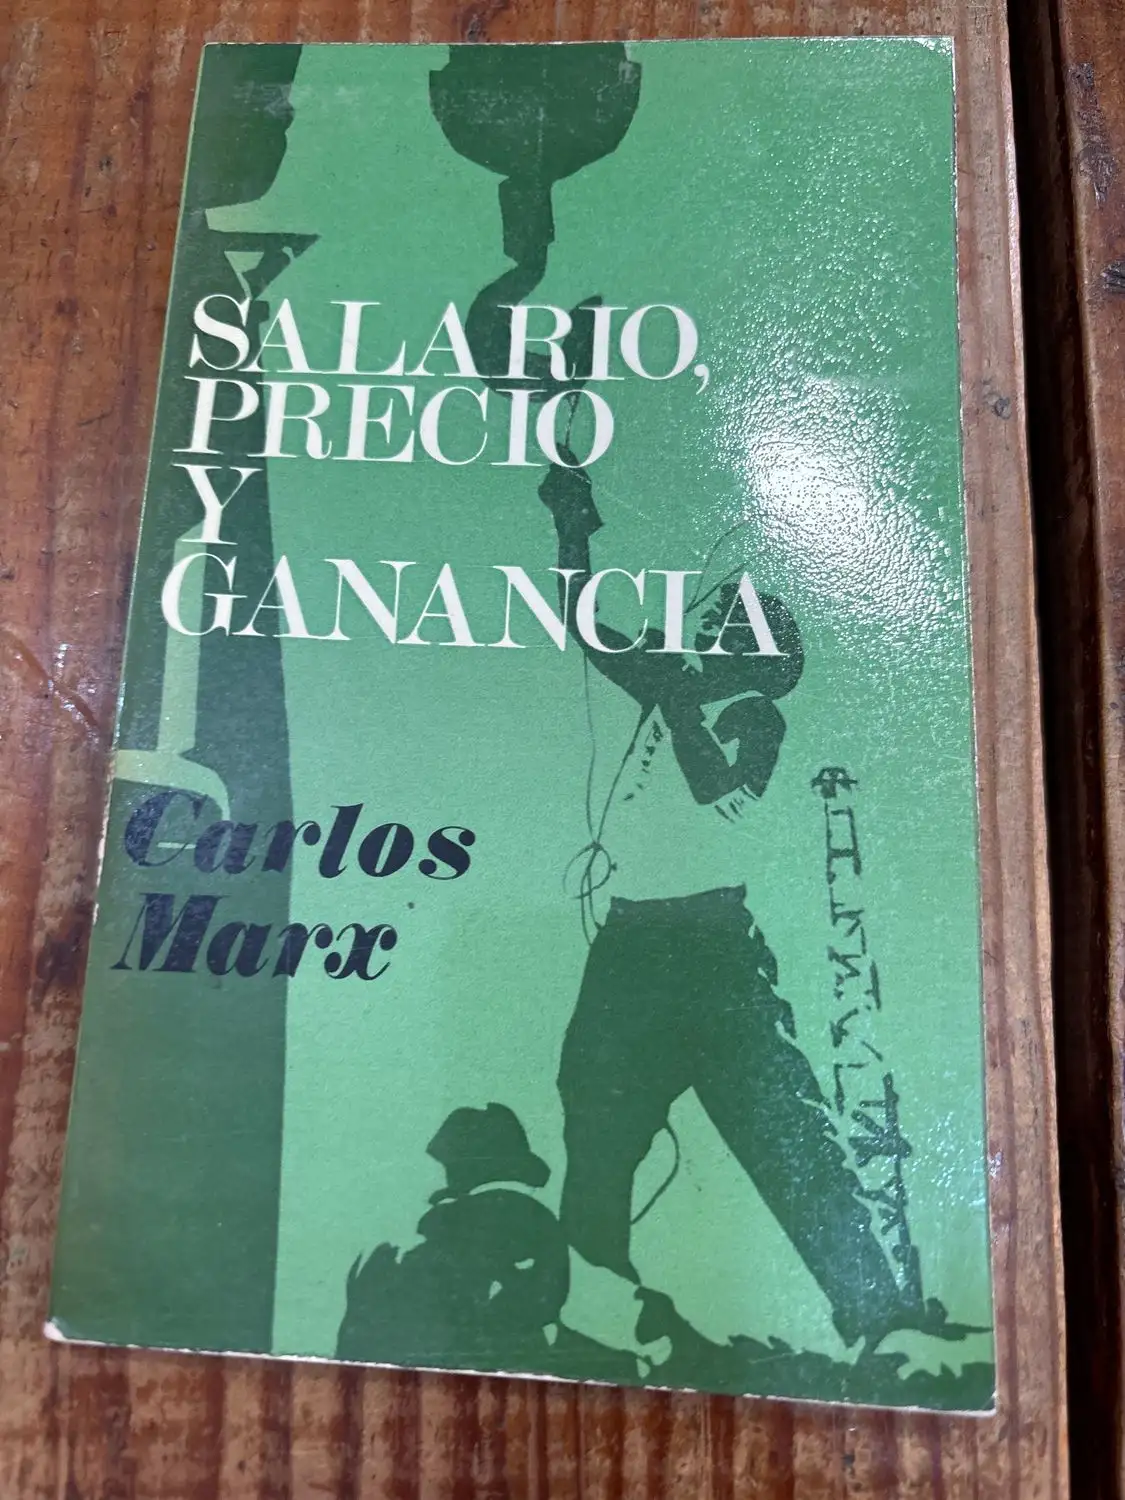 SALARIO,
PRECIO
Y
GANANCIA
Carlos
Marx